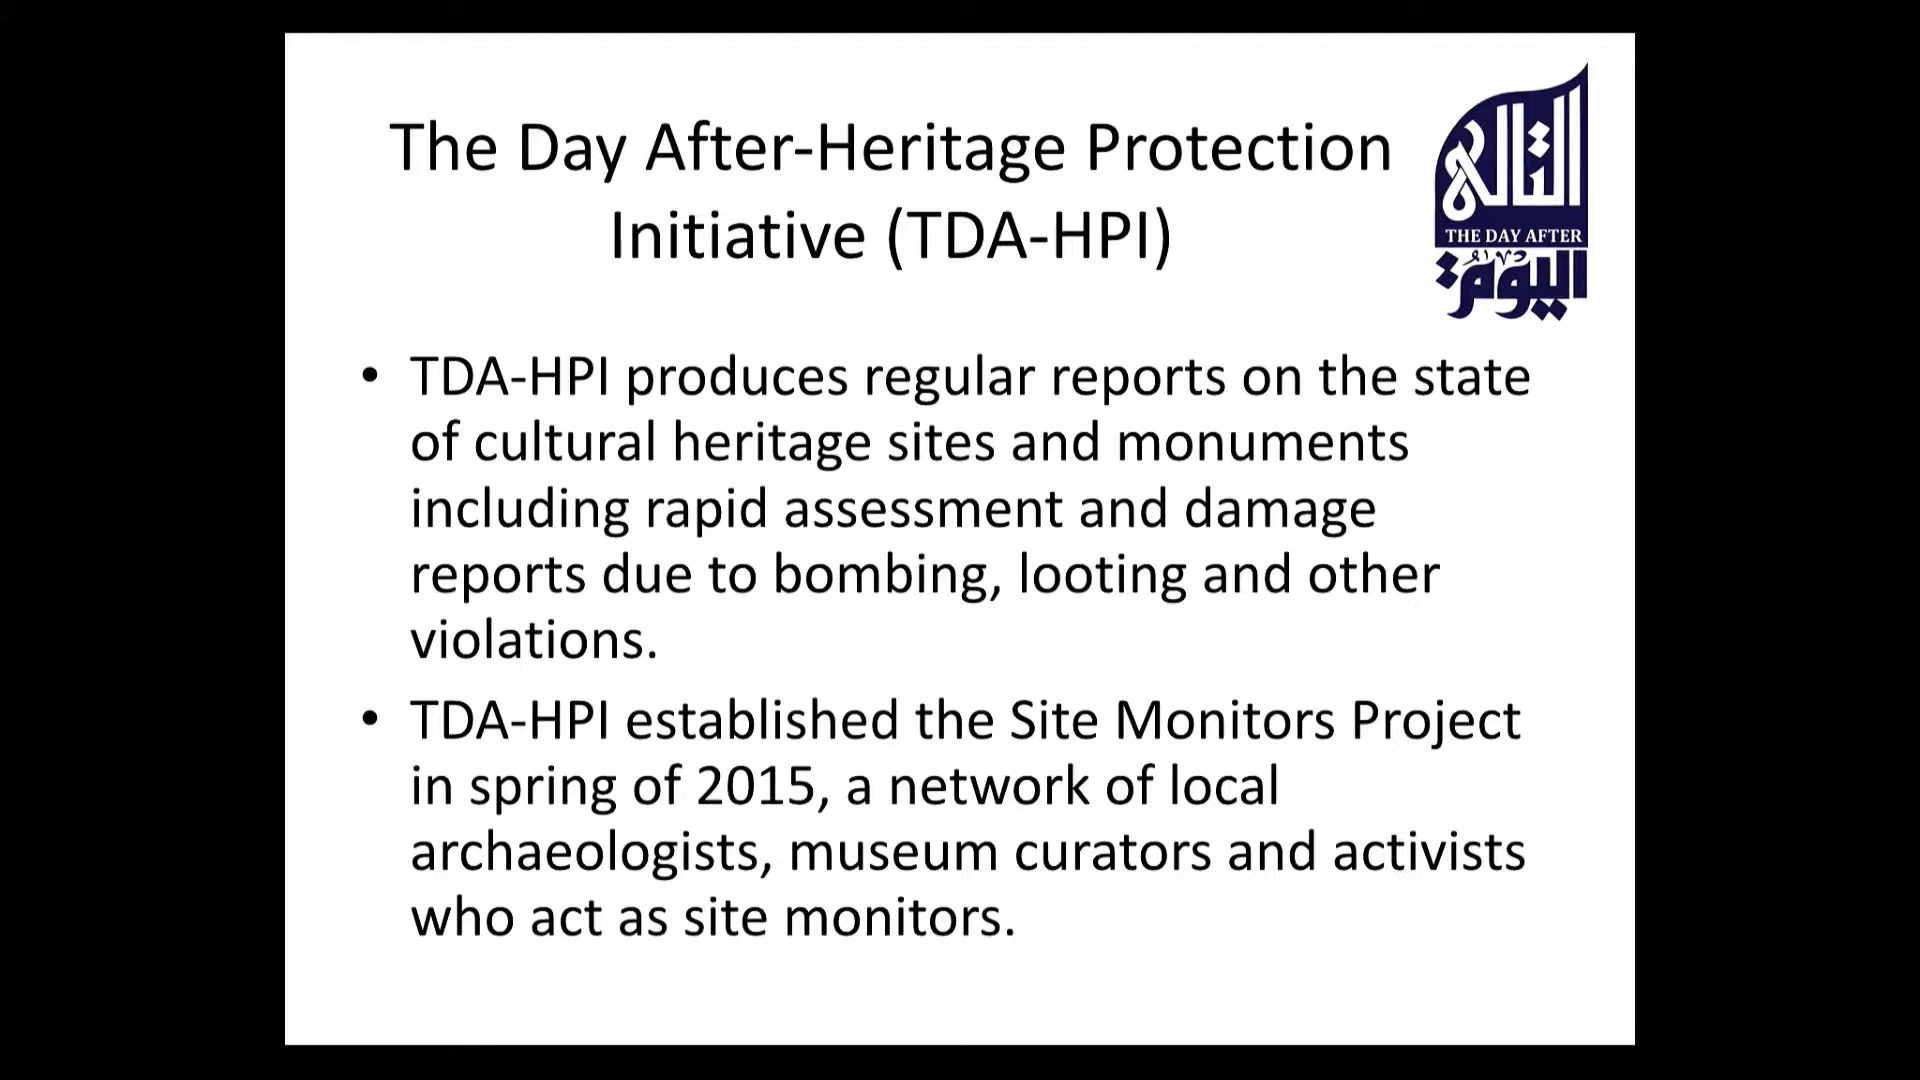 The Day After-Heritage Protection
Initiative (TDA-HPI)
التالي
THE DAY AFTER
اليوم
• TDA-HPI produces regular reports on the state
of cultural heritage sites and monuments
including rapid assessment and damage
reports due to bombing, looting and other
violations.
• TDA-HPI established the Site Monitors Project
in spring of 2015, a network of local
archaeologists, museum curators and activists
who act as site monitors.